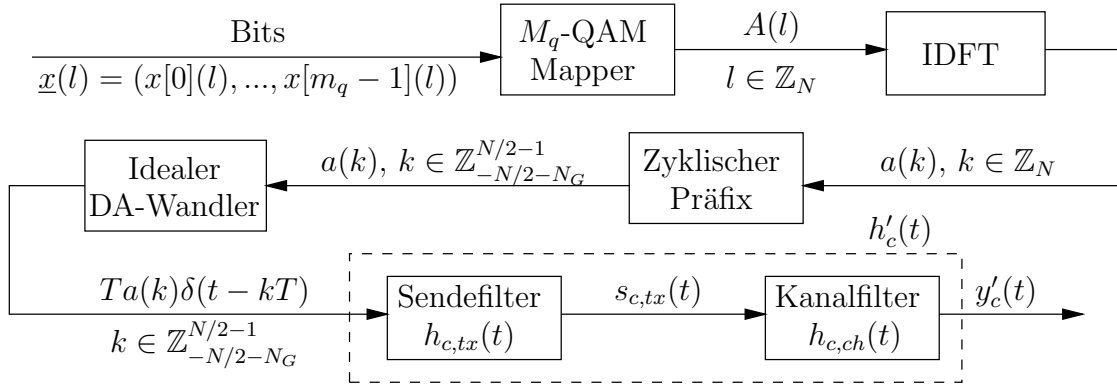 Bits
x(l) = (x[0](l), ..., x[m_q − 1](l))
M_q-QAM
Mapper
A(l)
l ∈ ℤ_N
IDFT
Idealer
DA-Wandler
a(k), k ∈ ℤ_{−N/2−N_G}^{N/2−1}
Zyklischer
Präfix
a(k), k ∈ ℤ_N
h'_c(t)
Ta(k)δ(t − kT)
k ∈ ℤ_{−N/2−N_G}^{N/2−1}
Sendefilter
h_{c,tx}(t)
s_{c,tx}(t)
Kanalfilter
h_{c,ch}(t)
y'_c(t)